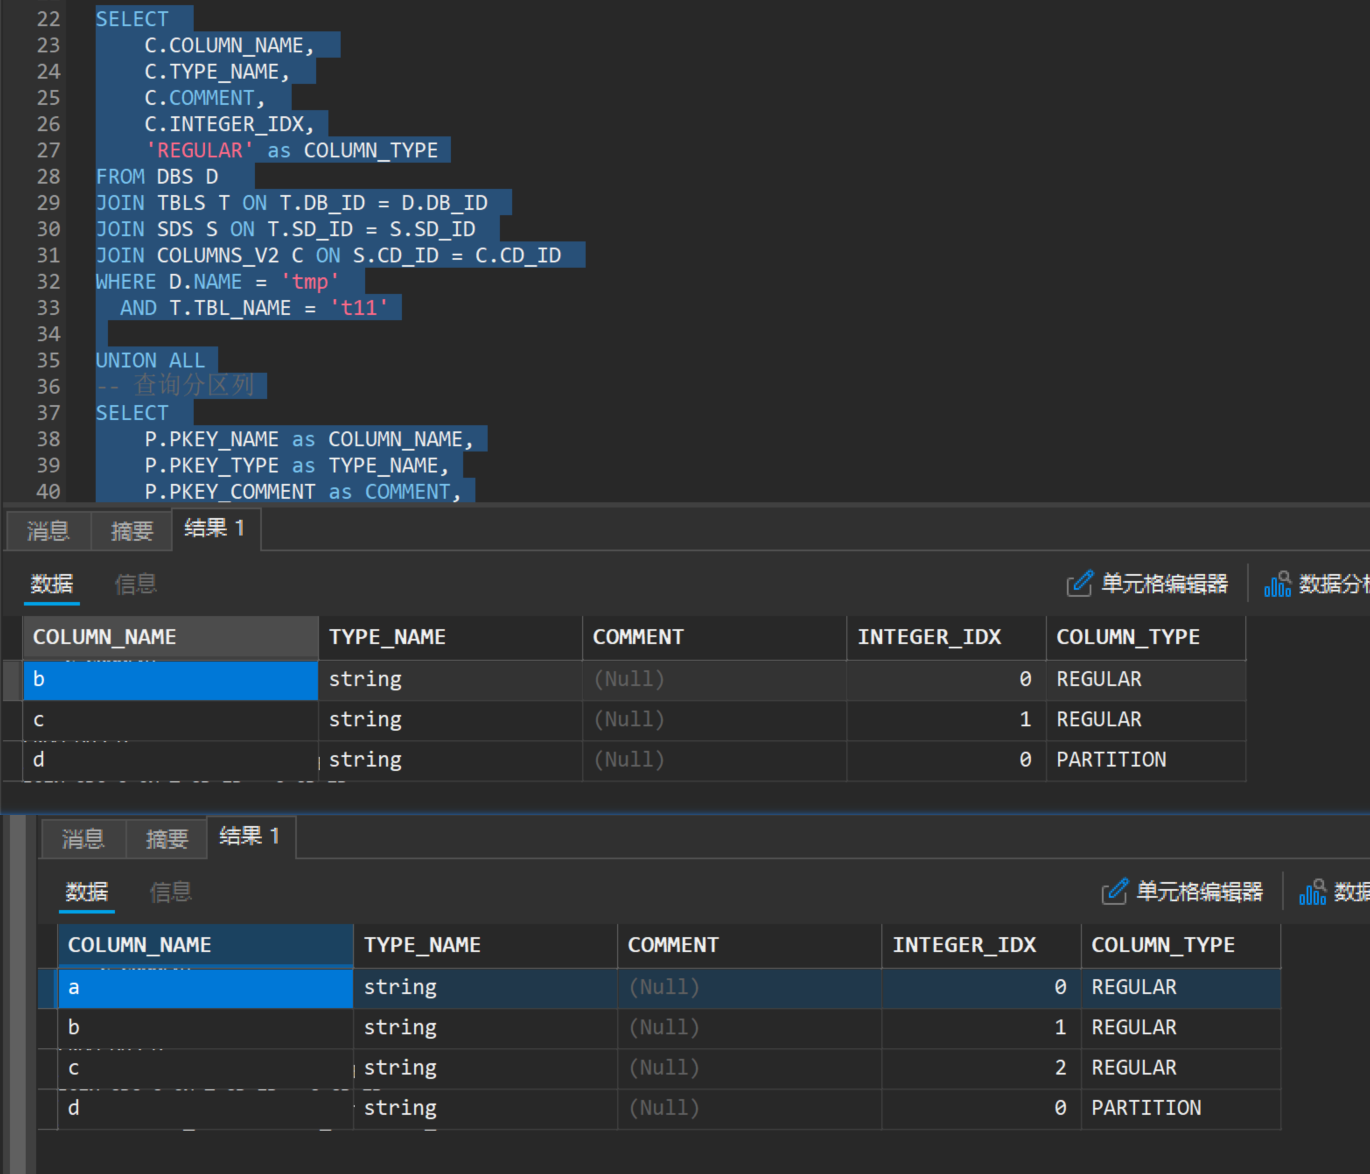 22 SELECT
23 C.COLUMN_NAME,
24 C.TYPE_NAME,
25 C.COMMENT,
26 C.INTEGER_IDX,
27 'REGULAR' as COLUMN_TYPE
28 FROM DBS D
29 JOIN TBLS T ON T.DB_ID = D.DB_ID
30 JOIN SDS S ON T.SD_ID = S.SD_ID
31 JOIN COLUMNS_V2 C ON S.CD_ID = C.CD_ID
32 WHERE D.NAME = 'tmp'
33 AND T.TBL_NAME = 't11'
34
35 UNION ALL
36 -- 查询分区列
37 SELECT
38 P.PKEY_NAME as COLUMN_NAME,
39 P.PKEY_TYPE as TYPE_NAME,
40 P.PKEY_COMMENT as COMMENT,
消息 摘要 结果 1
数据 信息 单元格编辑器 数据分析
COLUMN_NAME TYPE_NAME COMMENT INTEGER_IDX COLUMN_TYPE
b string (Null) 0 REGULAR
c string (Null) 1 REGULAR
d string (Null) 0 PARTITION
消息 摘要 结果 1
数据 信息 单元格编辑器 数据
COLUMN_NAME TYPE_NAME COMMENT INTEGER_IDX COLUMN_TYPE
a string (Null) 0 REGULAR
b string (Null) 1 REGULAR
c string (Null) 2 REGULAR
d string (Null) 0 PARTITION